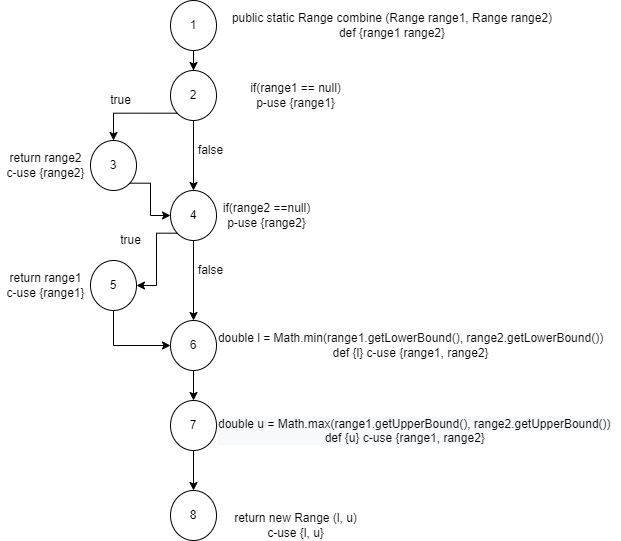 1
public static Range combine (Range range1, Range range2)
def {range1 range2}
2
if(range1 == null)
p-use {range1}
true
false
3
return range2
c-use {range2}
4
if(range2 ==null)
p-use {range2}
true
false
5
return range1
c-use {range1}
6
double l = Math.min(range1.getLowerBound(), range2.getLowerBound())
def {l} c-use {range1, range2}
7
double u = Math.max(range1.getUpperBound(), range2.getUpperBound())
def {u} c-use {range1, range2}
8
return new Range (l, u)
c-use {l, u}